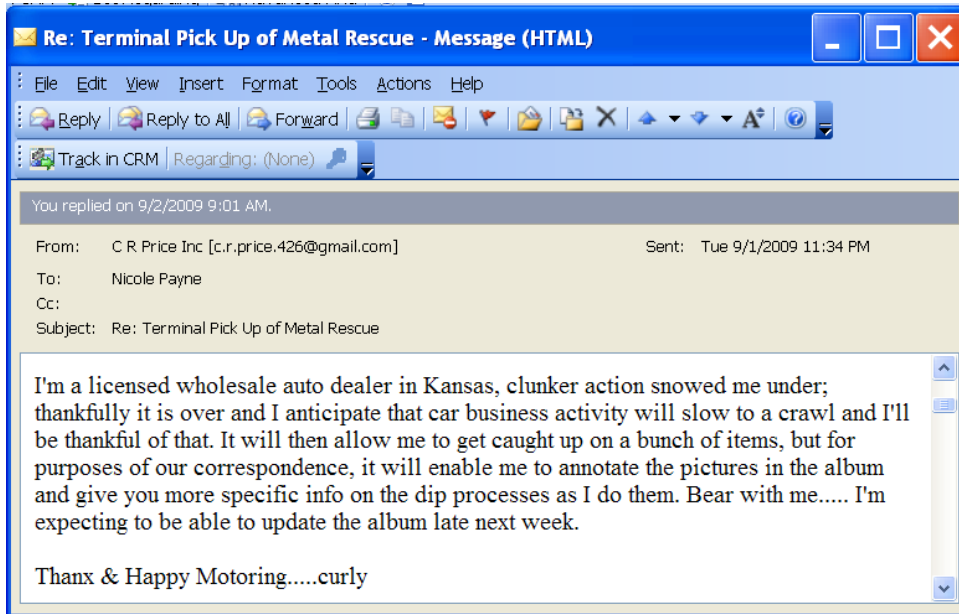 Re: Terminal Pick Up of Metal Rescue - Message (HTML)
File Edit View Insert Format Tools Actions Help
Reply Reply to All Forward
Track in CRM Regarding: (None)
You replied on 9/2/2009 9:01 AM.
From: C R Price Inc [c.r.price.426@gmail.com] Sent: Tue 9/1/2009 11:34 PM
To: Nicole Payne
Cc:
Subject: Re: Terminal Pick Up of Metal Rescue
I'm a licensed wholesale auto dealer in Kansas, clunker action snowed me under;
thankfully it is over and I anticipate that car business activity will slow to a crawl and I'll
be thankful of that. It will then allow me to get caught up on a bunch of items, but for
purposes of our correspondence, it will enable me to annotate the pictures in the album
and give you more specific info on the dip processes as I do them. Bear with me..... I'm
expecting to be able to update the album late next week.
Thanx & Happy Motoring.....curly